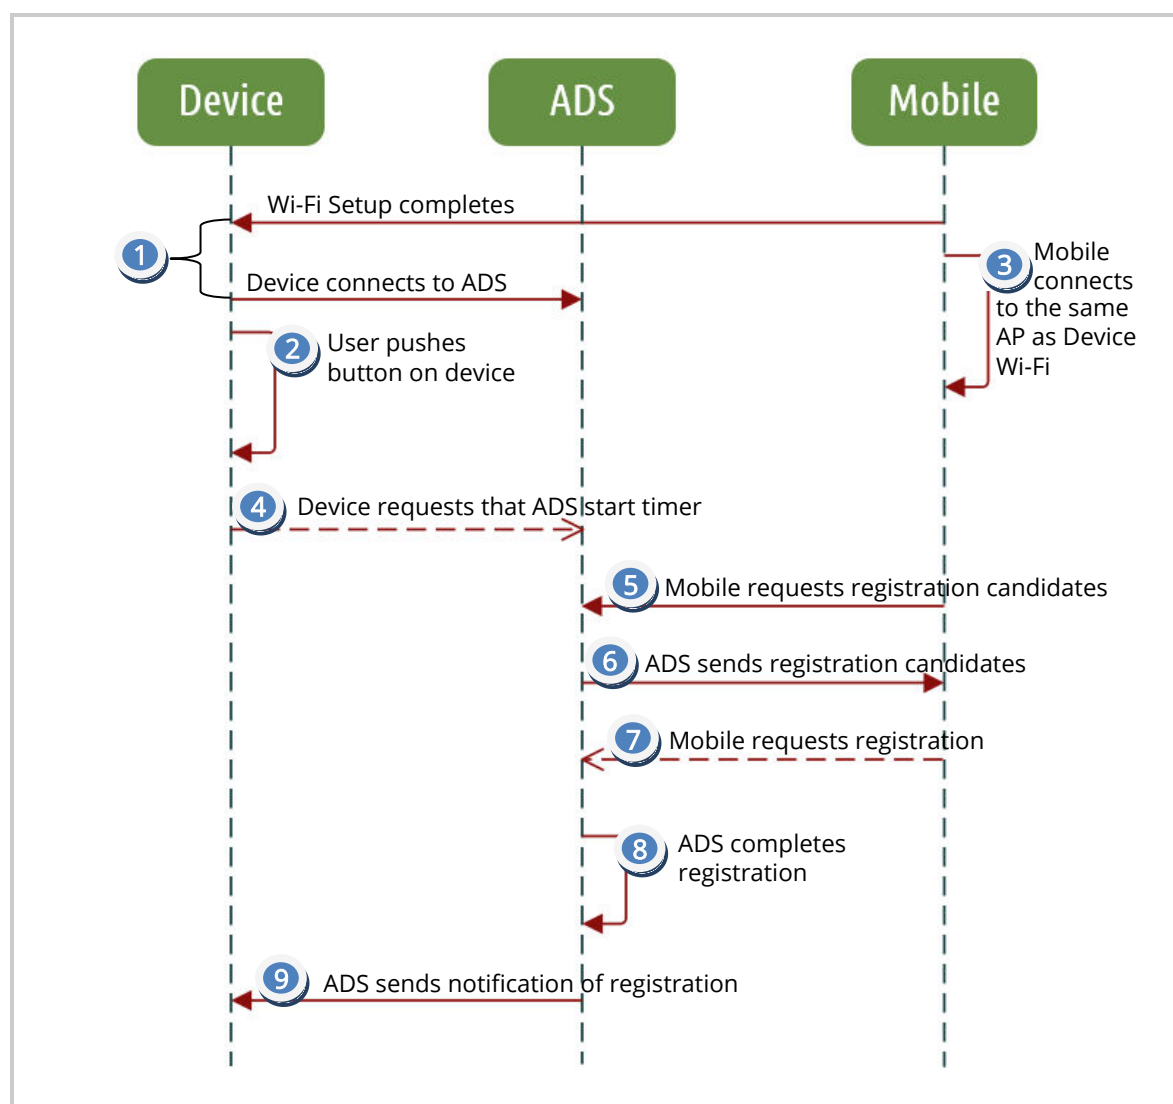 Device
ADS
Mobile
Wi-Fi Setup completes
1
Device connects to ADS
3
Mobile
connects
to the same
AP as Device
Wi-Fi
2
User pushes
button on device
4
Device requests that ADS start timer
5
Mobile requests registration candidates
6
ADS sends registration candidates
7
Mobile requests registration
8
ADS completes
registration
9
ADS sends notification of registration